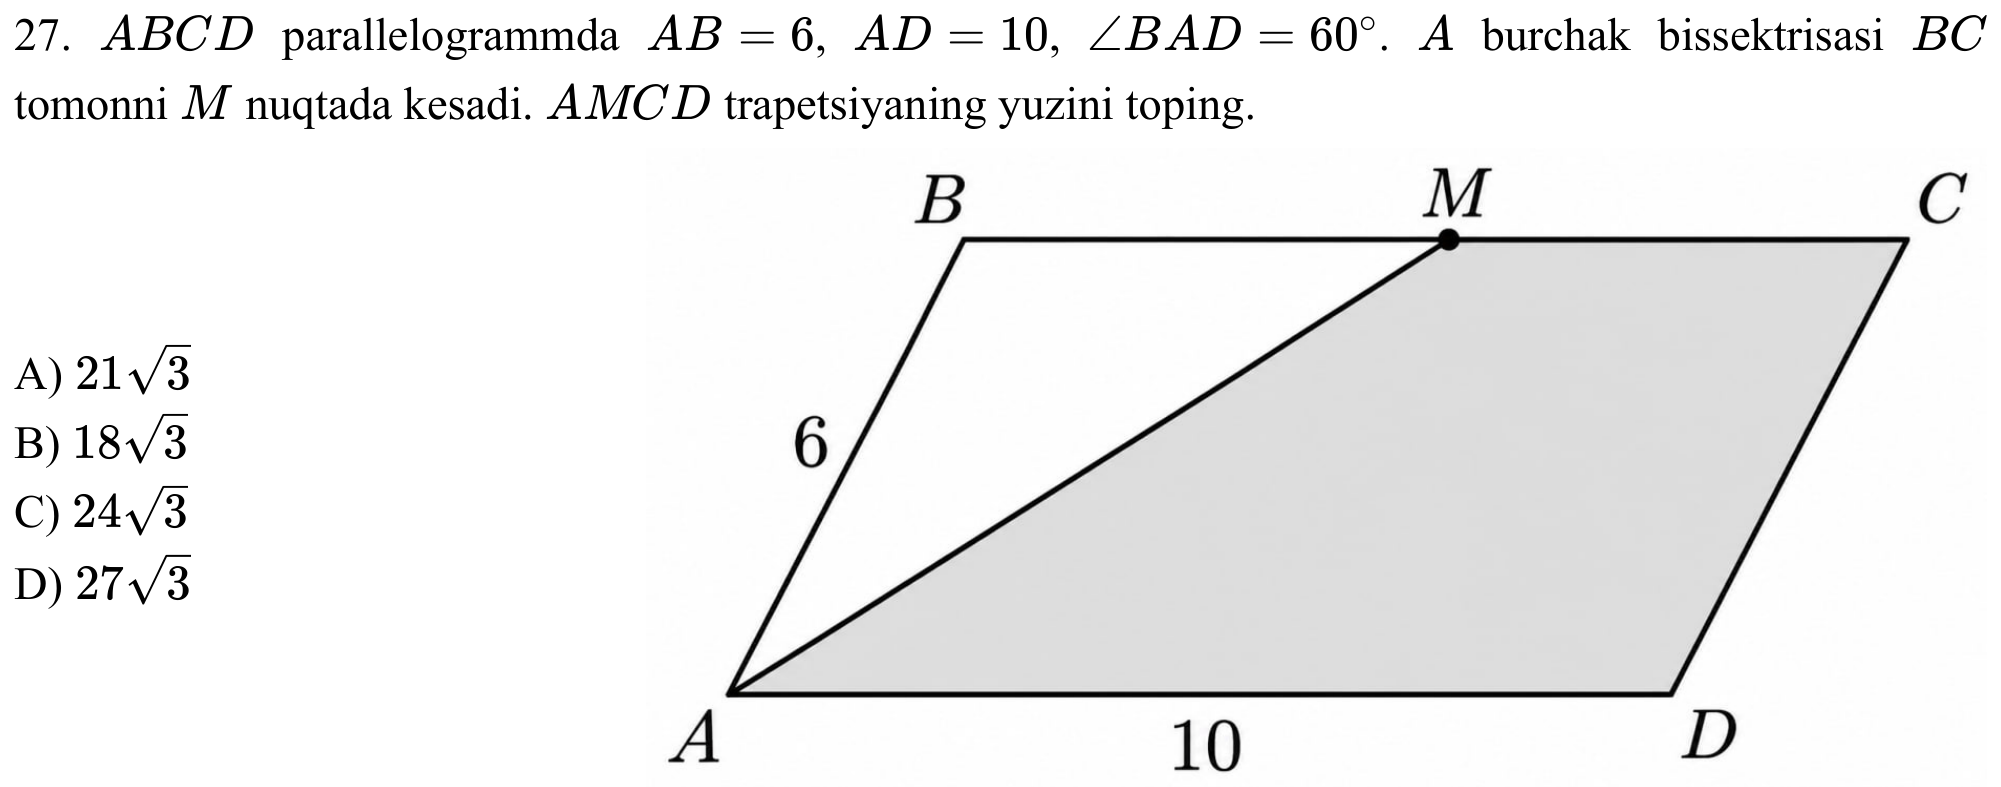 27. ABCD parallelogrammda AB = 6, AD = 10, ∠BAD = 60°. A burchak bissektrisasi BC
tomonni M nuqtada kesadi. AMCD trapetsiyaning yuzini toping.
B
M
C
A) 21√3
B) 18√3
6
C) 24√3
D) 27√3
A
10
D